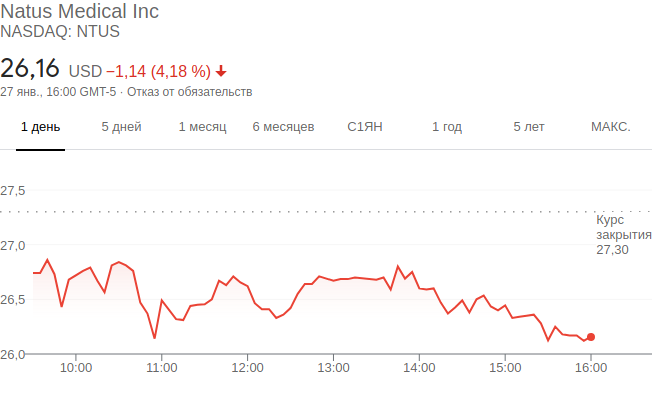 Natus Medical Inc
NASDAQ: NTUS
26,16 USD −1,14 (4,18 %)
27 янв., 16:00 GMT-5 · Отказ от обязательств
1 день 5 дней 1 месяц 6 месяцев С1ЯН 1 год 5 лет МАКС.
27,5
Курс
закрытия
27,30
27,0
26,5
26,0
10:00 11:00 12:00 13:00 14:00 15:00 16:00